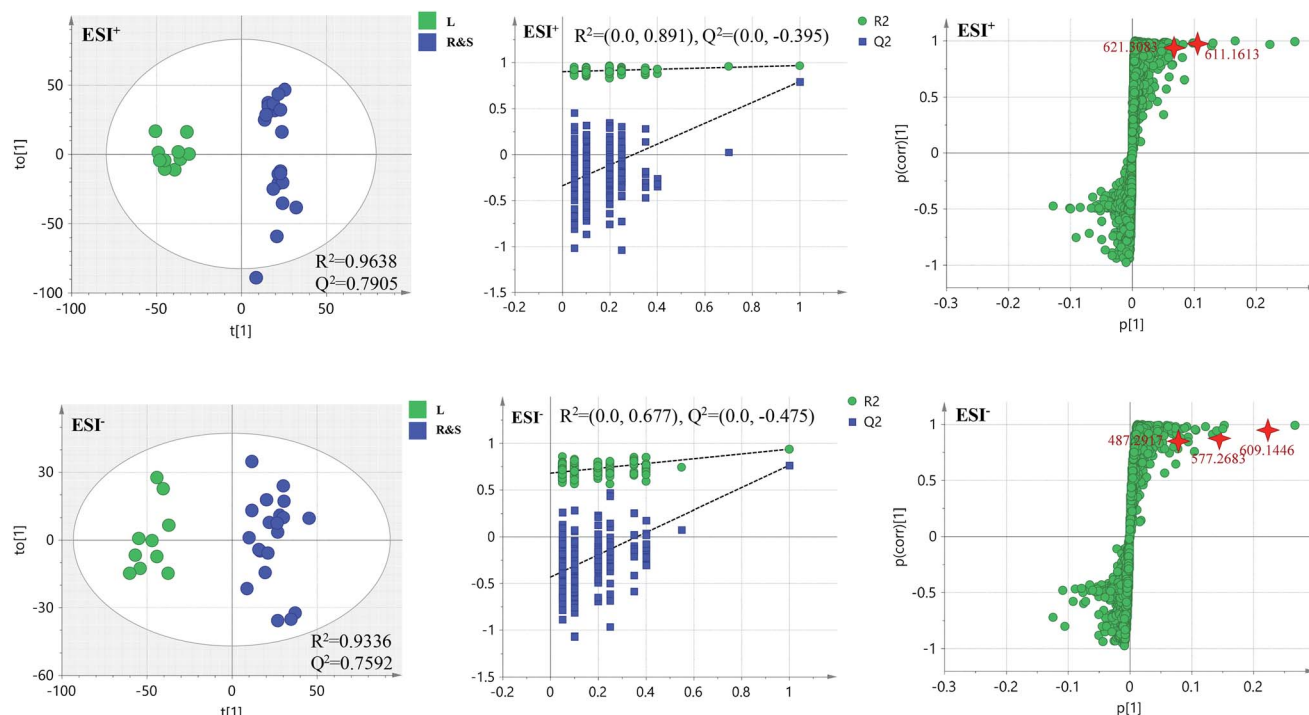 ESI⁺
L
R&S
50
0
-50
-100
to[1]
R²=0.9638
Q²=0.7905
-100
-50
0
50
t[1]
ESI⁺
R²=(0.0, 0.891), Q²=(0.0, -0.395)
R2
Q2
1
0.5
0
-0.5
-1
-1.5
0
0.2
0.4
0.6
0.8
1
ESI⁺
621.3083
611.1613
1
0.5
0
-0.5
-1
p(corr)[1]
-0.3
-0.2
-0.1
0
0.1
0.2
p[1]
ESI⁻
L
R&S
30
0
-30
-60
to[1]
R²=0.9336
Q²=0.7592
-100
-50
0
50
t[1]
ESI⁻
R²=(0.0, 0.677), Q²=(0.0, -0.475)
R2
Q2
1
0.5
0
-0.5
-1
-1.5
0
0.2
0.4
0.6
0.8
1
ESI⁻
487.2917
577.2683
609.1446
1
0.5
0
-0.5
-1
p(corr)[1]
-0.3
-0.2
-0.1
0
0.1
0.2
p[1]